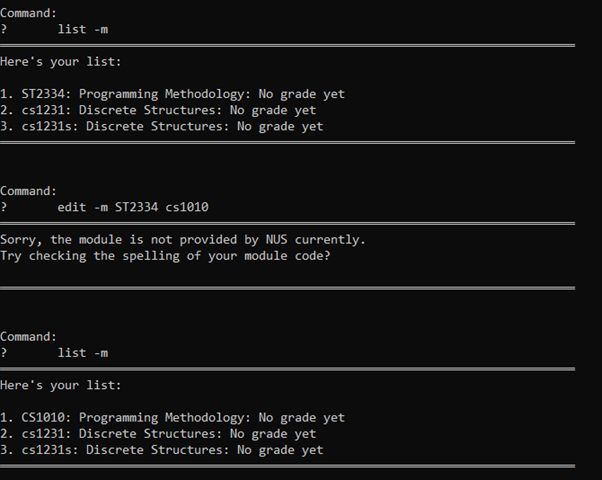 Command:
? list -m
Here's your list:
1. ST2334: Programming Methodology: No grade yet
2. cs1231: Discrete Structures: No grade yet
3. cs1231s: Discrete Structures: No grade yet
Command:
? edit -m ST2334 cs1010
Sorry, the module is not provided by NUS currently.
Try checking the spelling of your module code?
Command:
? list -m
Here's your list:
1. CS1010: Programming Methodology: No grade yet
2. cs1231: Discrete Structures: No grade yet
3. cs1231s: Discrete Structures: No grade yet